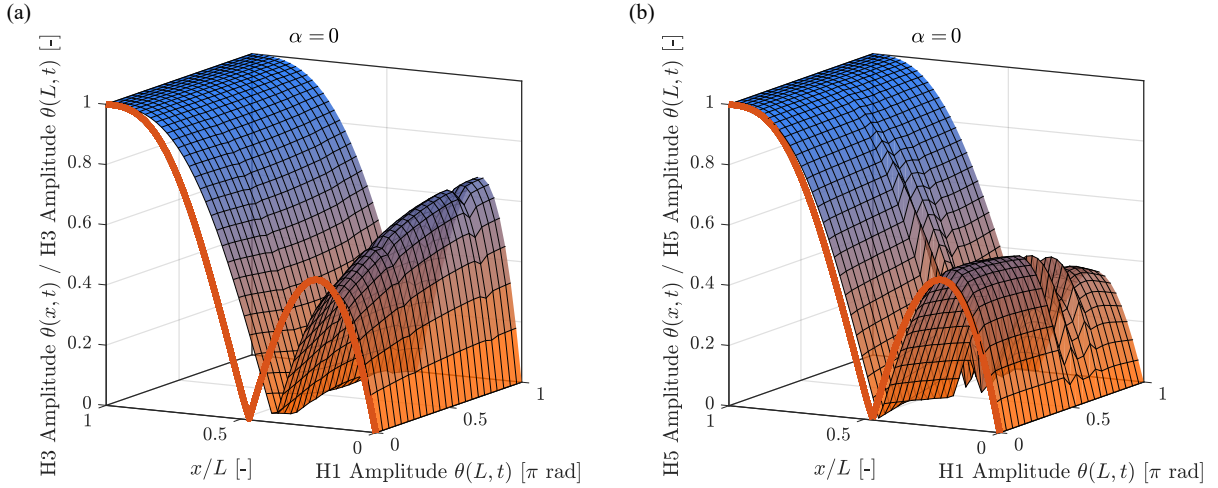 (a)
α = 0
H3 Amplitude θ(x, t) / H3 Amplitude θ(L, t) [-]
1
0.8
0.6
0.4
0.2
0
1
0.5
0
x/L [-]
0
0.5
1
H1 Amplitude θ(L, t) [π rad]
(b)
α = 0
H5 Amplitude θ(x, t) / H5 Amplitude θ(L, t) [-]
1
0.8
0.6
0.4
0.2
0
1
0.5
0
x/L [-]
0
0.5
1
H1 Amplitude θ(L, t) [π rad]